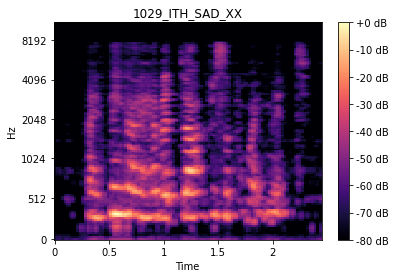 1029_ITH_SAD_XX
+0 dB
8192
-10 dB
4096
-20 dB
-30 dB
2048
-40 dB
Hz
1024
-50 dB
512
-60 dB
-70 dB
0
-80 dB
0 0.5 1 1.5 2
Time